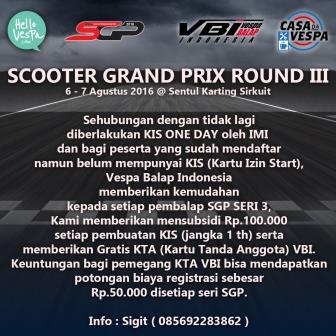 Hello
Vespa
SGP
VBI
VESPA
BALAP
INDONESIA
CASA DA
VESPA
SCOOTER GRAND PRIX ROUND III
6 - 7 Agustus 2016 @ Sentul Karting Sirkuit
Sehubungan dengan tidak lagi
diberlakukan KIS ONE DAY oleh IMI
dan bagi peserta yang sudah mendaftar
namun belum mempunyai KIS (Kartu Izin Start),
Vespa Balap Indonesia
memberikan kemudahan
kepada setiap pembalap SGP SERI 3,
Kami memberikan mensubsidi Rp.100.000
setiap pembuatan KIS (jangka 1 th) serta
memberikan Gratis KTA (Kartu Tanda Anggota) VBI.
Keuntungan bagi pemegang KTA VBI bisa mendapatkan
potongan biaya registrasi sebesar
Rp.50.000 disetiap seri SGP.
Info : Sigit ( 085692283862 )